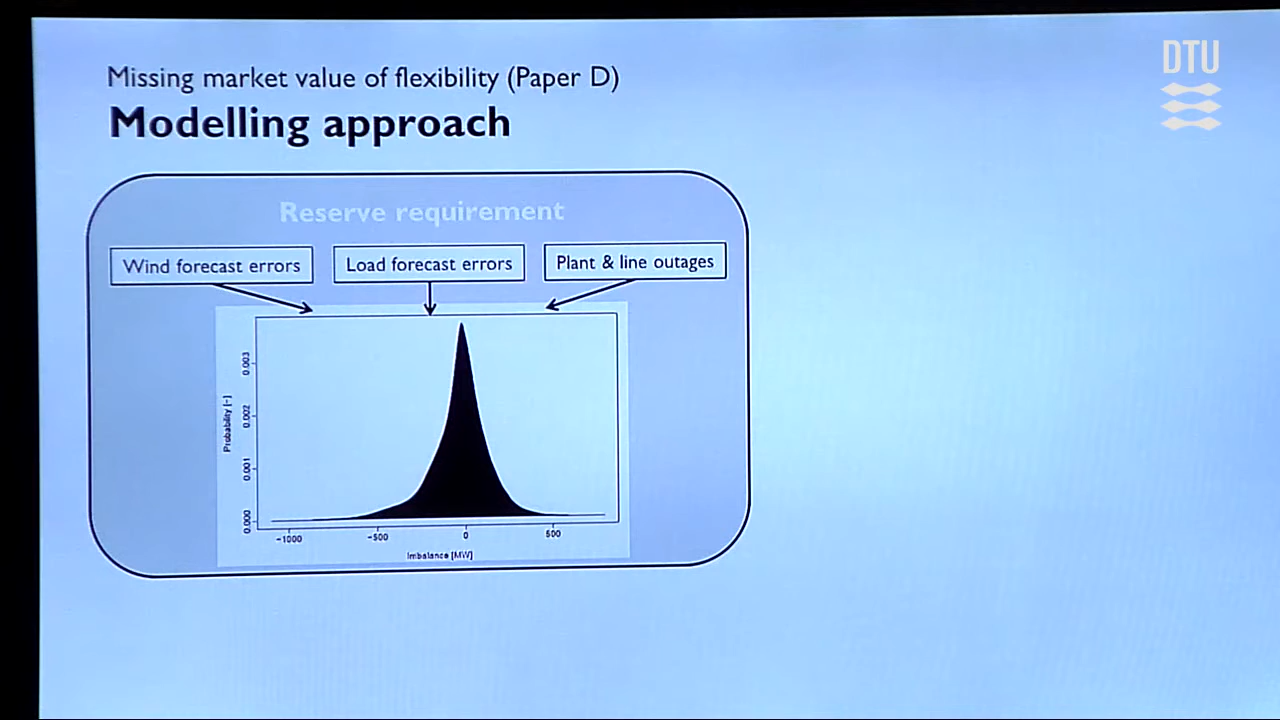 DTU
Missing market value of flexibility (Paper D)
Modelling approach
Reserve requirement
Wind forecast errors
Load forecast errors
Plant & line outages
Probability [-]
0.003
0.002
0.001
0.000
-1000
-500
0
500
Imbalance [MW]